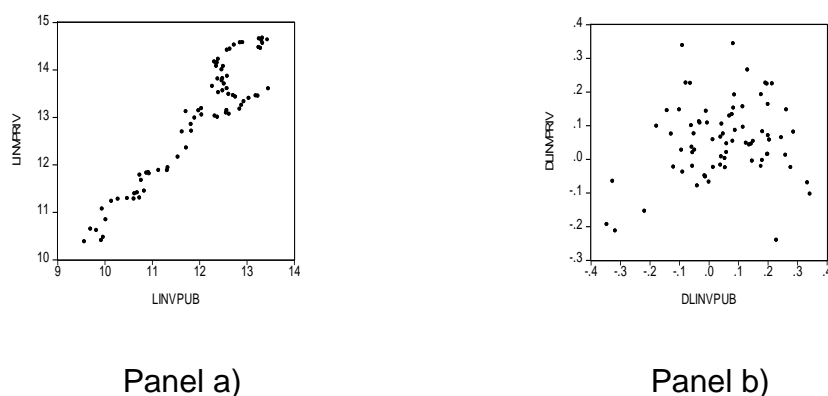 15
14
13
12
11
10
LINVPRIV
9 10 11 12 13 14
LINVPUB
Panel a)
.4
.3
.2
.1
.0
-.1
-.2
-.3
DLINVPRIV
-.4 -.3 -.2 -.1 .0 .1 .2 .3 .4
DLINVPUB
Panel b)